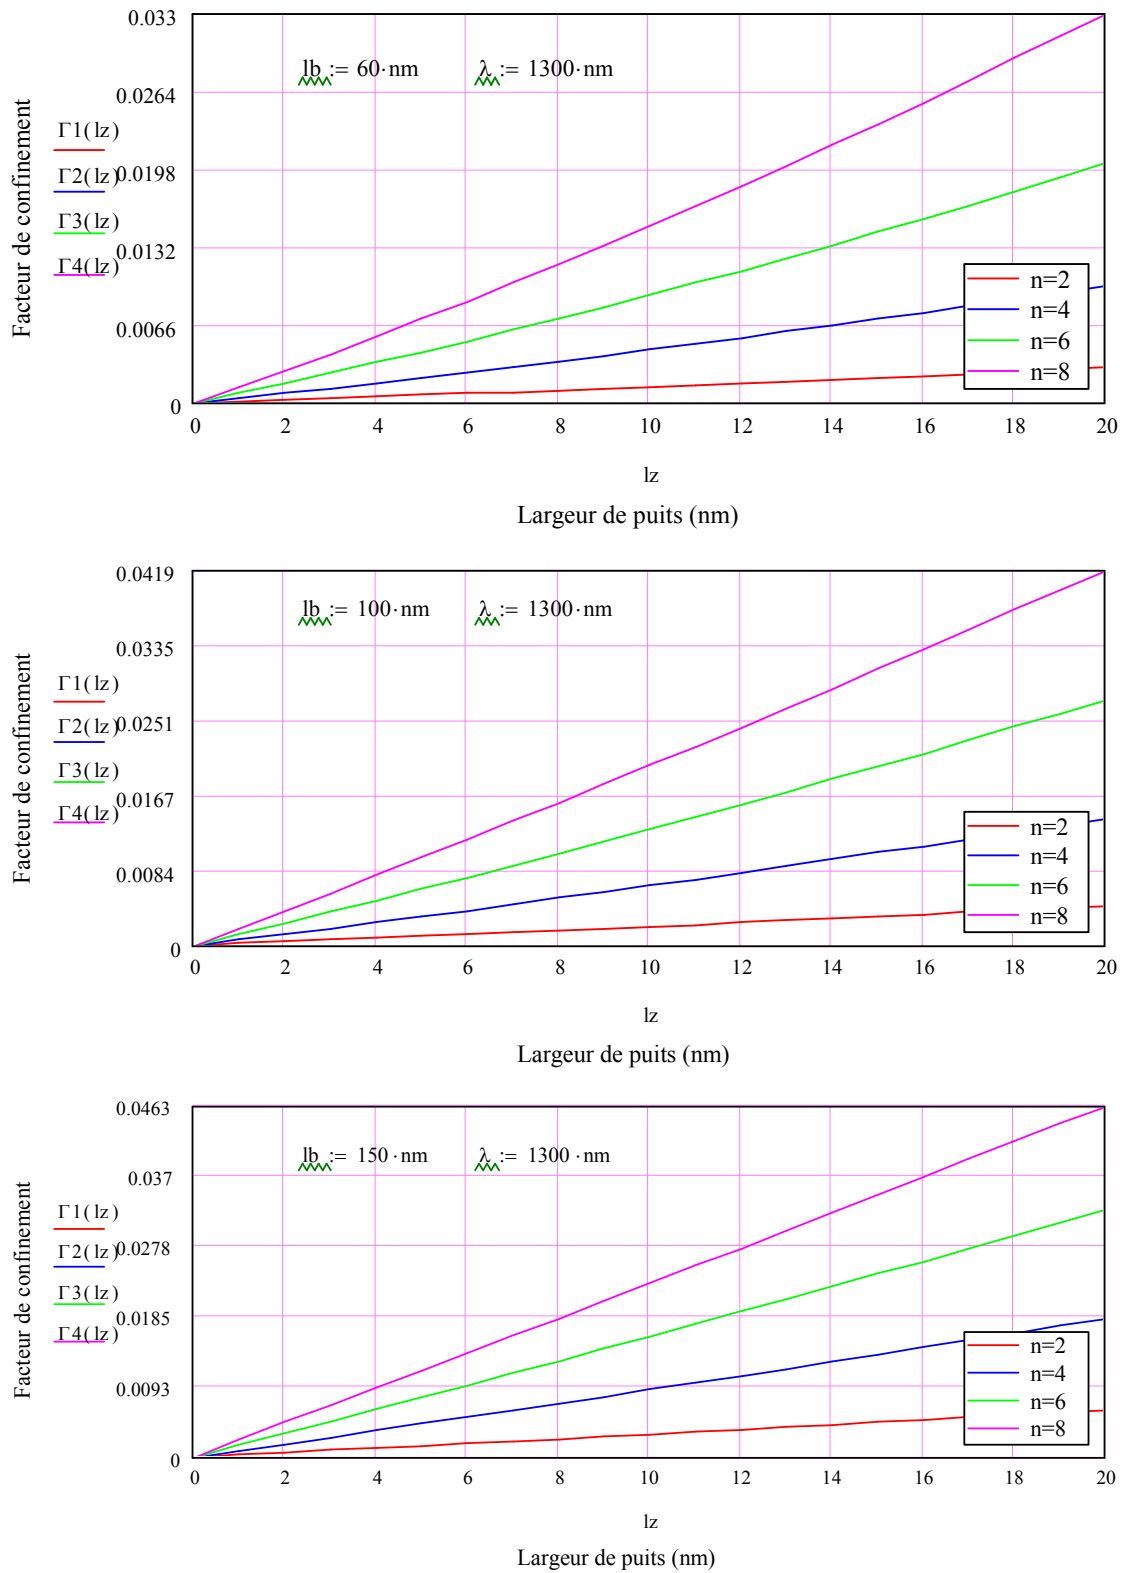 0.033
lb := 60·nm λ := 1300·nm
0.0264
Γ1(lz)
Γ2(lz)
0.0198
Γ3(lz)
0.0132
Γ4(lz)
Facteur de confinement
0.0066
0
n=2
n=4
n=6
n=8
0 2 4 6 8 10 12 14 16 18 20
lz
Largeur de puits (nm)
0.0419
lb := 100·nm λ := 1300·nm
0.0335
Γ1(lz)
Γ2(lz)
0.0251
Γ3(lz)
0.0167
Γ4(lz)
Facteur de confinement
0.0084
0
n=2
n=4
n=6
n=8
0 2 4 6 8 10 12 14 16 18 20
lz
Largeur de puits (nm)
0.0463
lb := 150·nm λ := 1300·nm
0.037
Γ1(lz)
Γ2(lz)
0.0278
Γ3(lz)
0.0185
Γ4(lz)
Facteur de confinement
0.0093
0
n=2
n=4
n=6
n=8
0 2 4 6 8 10 12 14 16 18 20
lz
Largeur de puits (nm)